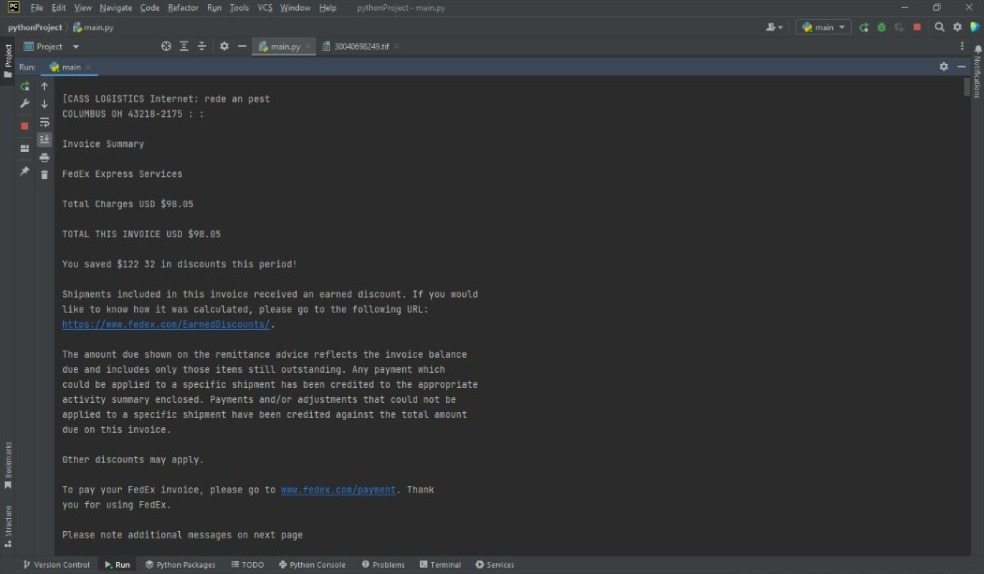 PC File Edit View Navigate Code Refactor Run Tools VCS Window Help pythonProject - main.py
pythonProject main.py main
Project main.py 30040698249.tif
Project
Run: main
Notifications
[CASS LOGISTICS Internet: rede an pest
COLUMBUS OH 43218-2175 : :
Invoice Summary
FedEx Express Services
Total Charges USD $98.05
TOTAL THIS INVOICE USD $98.05
You saved $122 32 in discounts this period!
Shipments included in this invoice received an earned discount. If you would
like to know how it was calculated, please go to the following URL:
https://www.fedex.com/EarnedDiscounts/.
The amount due shown on the remittance advice reflects the invoice balance
due and includes only those items still outstanding. Any payment which
could be applied to a specific shipment has been credited to the appropriate
activity summary enclosed. Payments and/or adjustments that could not be
applied to a specific shipment have been credited against the total amount
due on this invoice.
Other discounts may apply.
To pay your FedEx invoice, please go to www.fedex.com/payment. Thank
you for using FedEx.
Please note additional messages on next page
Bookmarks
Structure
Version Control Run Python Packages TODO Python Console Problems Terminal Services